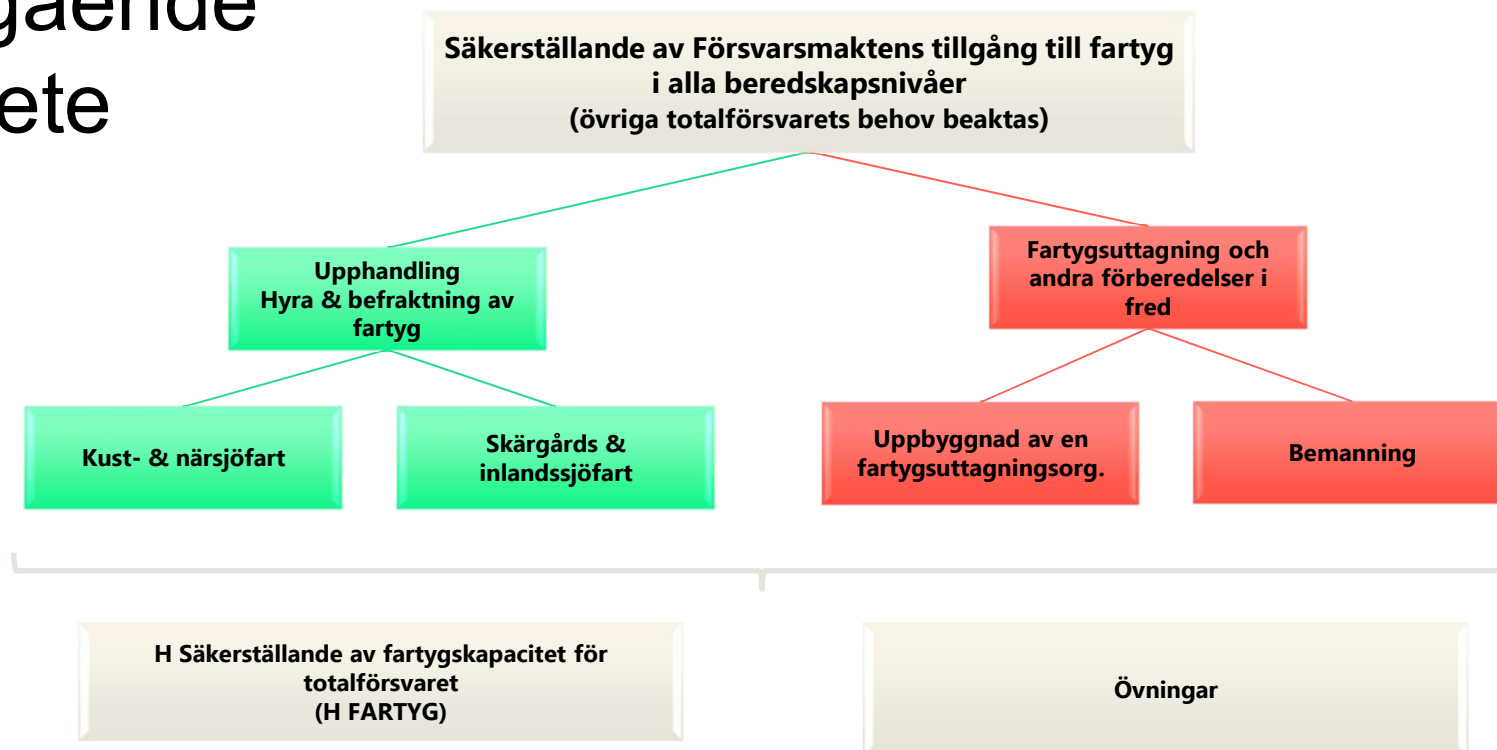 gående
ete
Säkerställande av Försvarsmaktens tillgång till fartyg
i alla beredskapsnivåer
(övriga totalförsvarets behov beaktas)
Upphandling
Hyra & befraktning av
fartyg
Fartygsuttagning och
andra förberedelser i
fred
Kust- & närsjöfart
Skärgårds &
inlandssjöfart
Uppbyggnad av en
fartygsuttagningsorg.
Bemanning
H Säkerställande av fartygskapacitet för
totalförsvaret
(H FARTYG)
Övningar